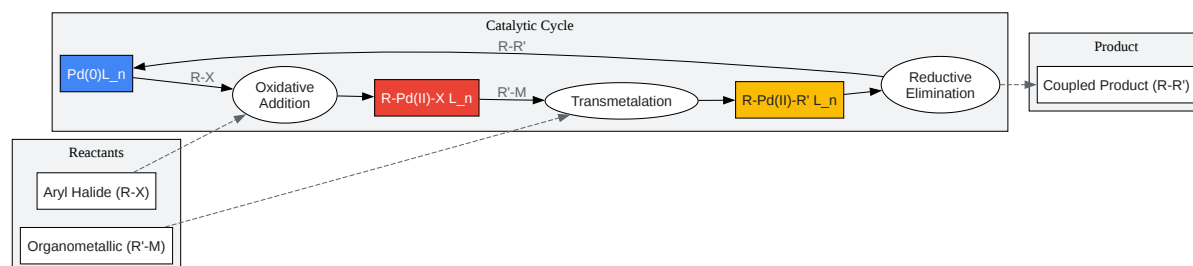 Catalytic Cycle
R-R'
Product
Pd(0)L_n
R-X
Oxidative
Addition
R-Pd(II)-X L_n
R'-M
Transmetalation
R-Pd(II)-R' L_n
Reductive
Elimination
Coupled Product (R-R')
Reactants
Aryl Halide (R-X)
Organometallic (R'-M)